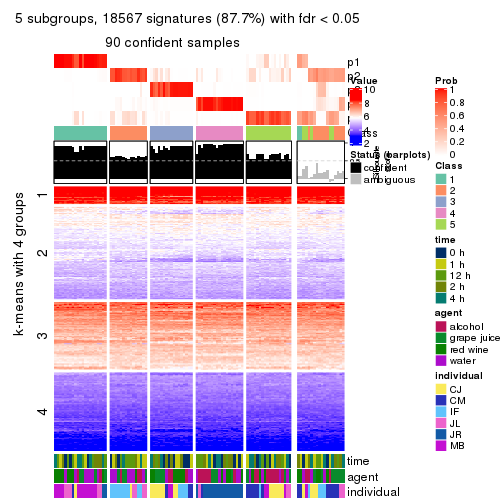 5 subgroups, 18567 signatures (87.7%) with fdr < 0.05
90 confident samples
p1
p2
Value
10
8
6
4
2
Prob
1
0.8
0.6
0.4
0.2
0
Status (barplots)
confident
ambiguous
Class
1
2
3
4
5
time
0 h
1 h
12 h
2 h
4 h
agent
alcohol
grape juice
red wine
water
individual
CJ
CM
IF
JL
JR
MB
k-means with 4 groups
1
2
3
4
time
agent
individual